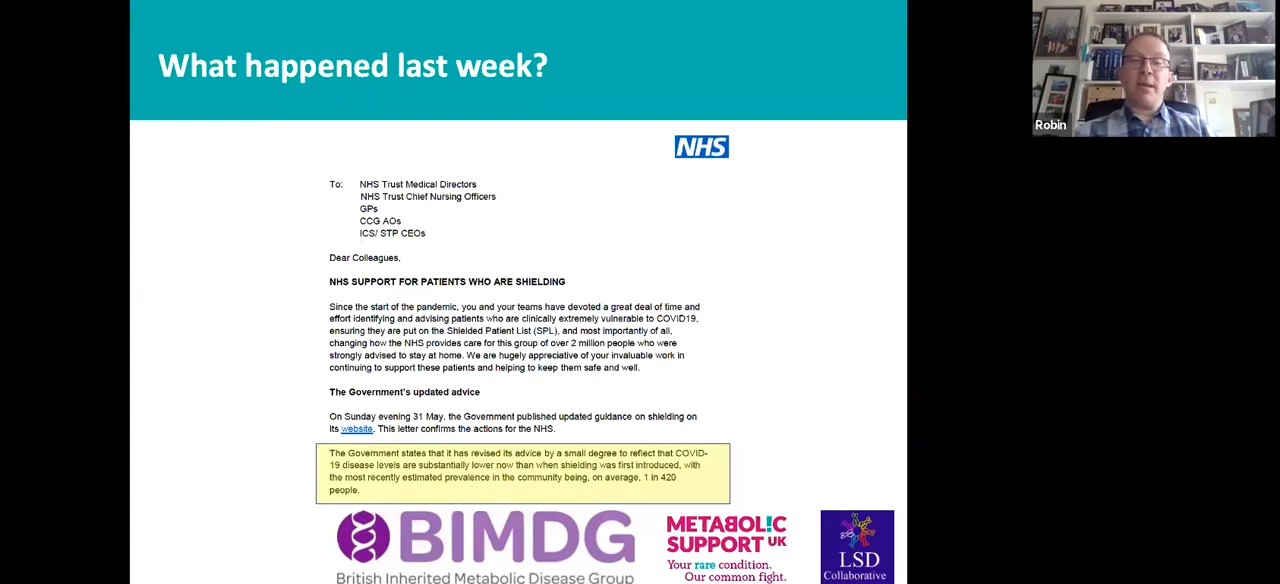 What happened last week?
Robin
NHS
To: NHS Trust Medical Directors
NHS Trust Chief Nursing Officers
GPs
CCG AOs
ICS/ STP CEOs
Dear Colleagues,
NHS SUPPORT FOR PATIENTS WHO ARE SHIELDING
Since the start of the pandemic, you and your teams have devoted a great deal of time and
effort identifying and advising patients who are clinically extremely vulnerable to COVID19,
ensuring they are put on the Shielded Patient List (SPL), and most importantly of all,
changing how the NHS provides care for this group of over 2 million people who were
strongly advised to stay at home. We are hugely appreciative of your invaluable work in
continuing to support these patients and helping to keep them safe and well.
The Government's updated advice
On Sunday evening 31 May, the Government published updated guidance on shielding on
its website. This letter confirms the actions for the NHS.
The Government states that it has revised its advice by a small degree to reflect that COVID-
19 disease levels are substantially lower now than when shielding was first introduced, with
the most recently estimated prevalence in the community being, on average, 1 in 420
people.
BIMDG
British Inherited Metabolic Disease Group
METABOL!C
SUPPORT UK
Your rare condition.
Our common fight.
LSD
Collaborative